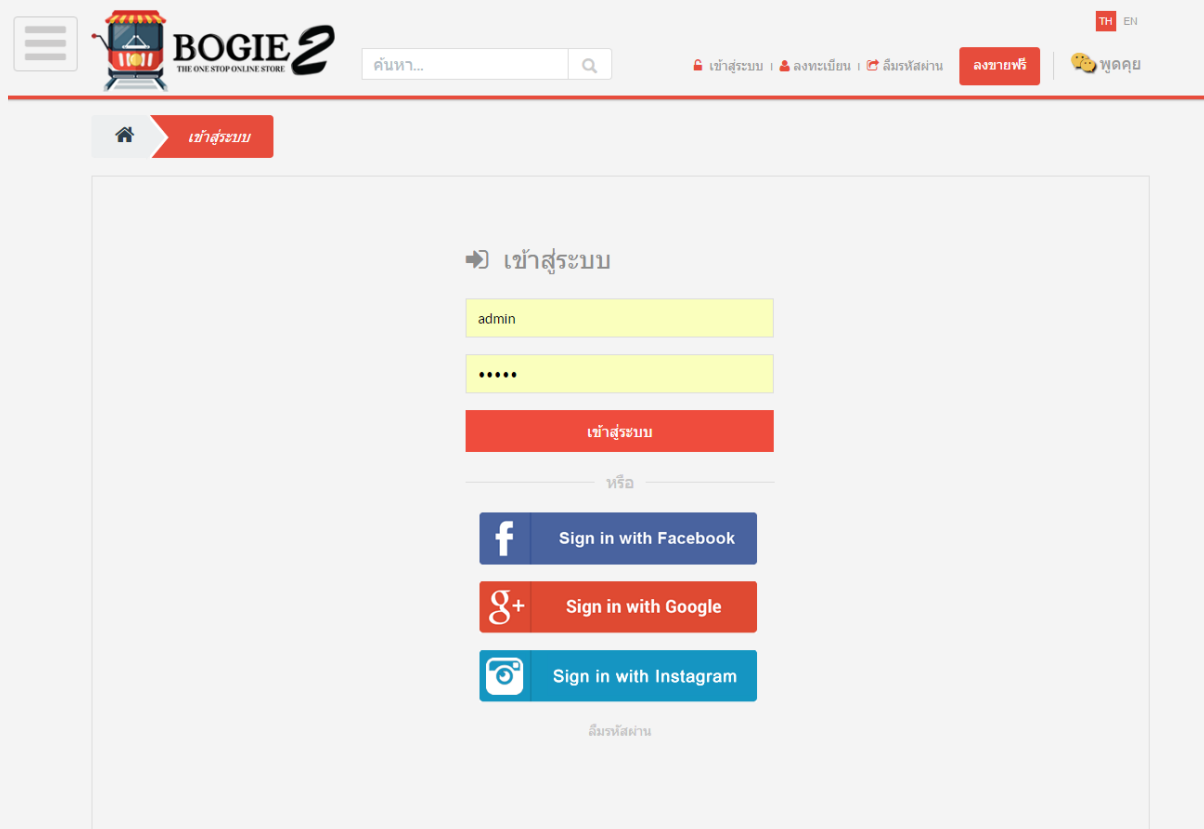 TH EN
BOGIE 2
THE ONE STOP ONLINE STORE
ค้นหา...
เข้าสู่ระบบ | ลงทะเบียน | ลืมรหัสผ่าน
ลงขายฟรี
พูดคุย
เข้าสู่ระบบ
เข้าสู่ระบบ
admin
•••••
เข้าสู่ระบบ
หรือ
f Sign in with Facebook
g+ Sign in with Google
Sign in with Instagram
ลืมรหัสผ่าน